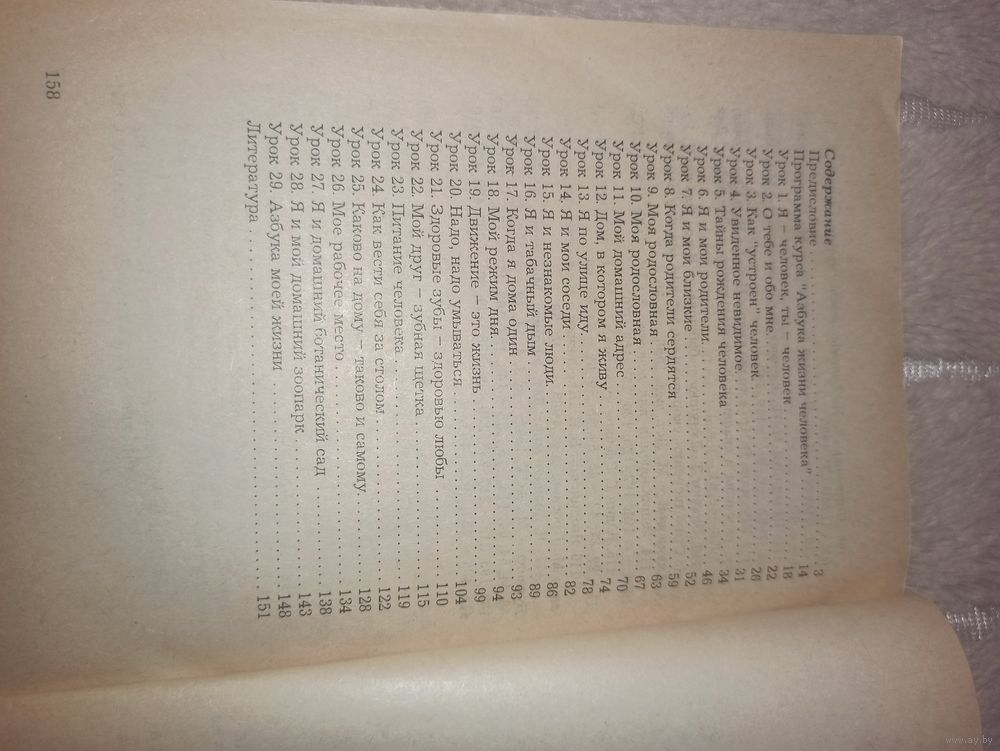 Содержание
Предисловие . . . . . . . . . . 3
Программа курса "Азбука жизни человека" . . . . . . . . . . 14
Урок 1. Я – человек, ты – человек . . . . . . . . . . 18
Урок 2. О тебе и обо мне. . . . . . . . . . . 22
Урок 3. Как "устроен" человек. . . . . . . . . . . 26
Урок 4. Увиденное невидимое. . . . . . . . . . . 31
Урок 5. Тайны рождения человека . . . . . . . . . . 34
Урок 6. Я и мои родители. . . . . . . . . . . 46
Урок 7. Я и мои близкие . . . . . . . . . . 52
Урок 8. Когда родители сердятся . . . . . . . . . . 59
Урок 9. Моя родословная . . . . . . . . . . 63
Урок 10. Моя родословная . . . . . . . . . . 67
Урок 11. Мой домашний адрес. . . . . . . . . . . 70
Урок 12. Дом, в котором я живу. . . . . . . . . . . 74
Урок 13. Я по улице иду. . . . . . . . . . . 78
Урок 14. Я и мои соседи . . . . . . . . . . 82
Урок 15. Я и незнакомые люди. . . . . . . . . . . 86
Урок 16. Я и табачный дым . . . . . . . . . . 89
Урок 17. Когда я дома один . . . . . . . . . . 93
Урок 18. Мой режим дня. . . . . . . . . . . 94
Урок 19. Движение – это жизнь . . . . . . . . . . 99
Урок 20. Надо, надо умываться . . . . . . . . . . 104
Урок 21. Здоровые зубы – здоровью любы . . . . . . . . . . 110
Урок 22. Мой друг – зубная щетка . . . . . . . . . . 115
Урок 23. Питание человека . . . . . . . . . . 119
Урок 24. Как вести себя за столом . . . . . . . . . . 122
Урок 25. Каково на дому – таково и самому. . . . . . . . . . . 128
Урок 26. Мое рабочее место . . . . . . . . . . 134
Урок 27. Я и домашний ботанический сад . . . . . . . . . . 138
Урок 28. Я и мой домашний зоопарк . . . . . . . . . . 143
Урок 29. Азбука моей жизни . . . . . . . . . . 148
Литература . . . . . . . . . . 151
158
www.ay.by